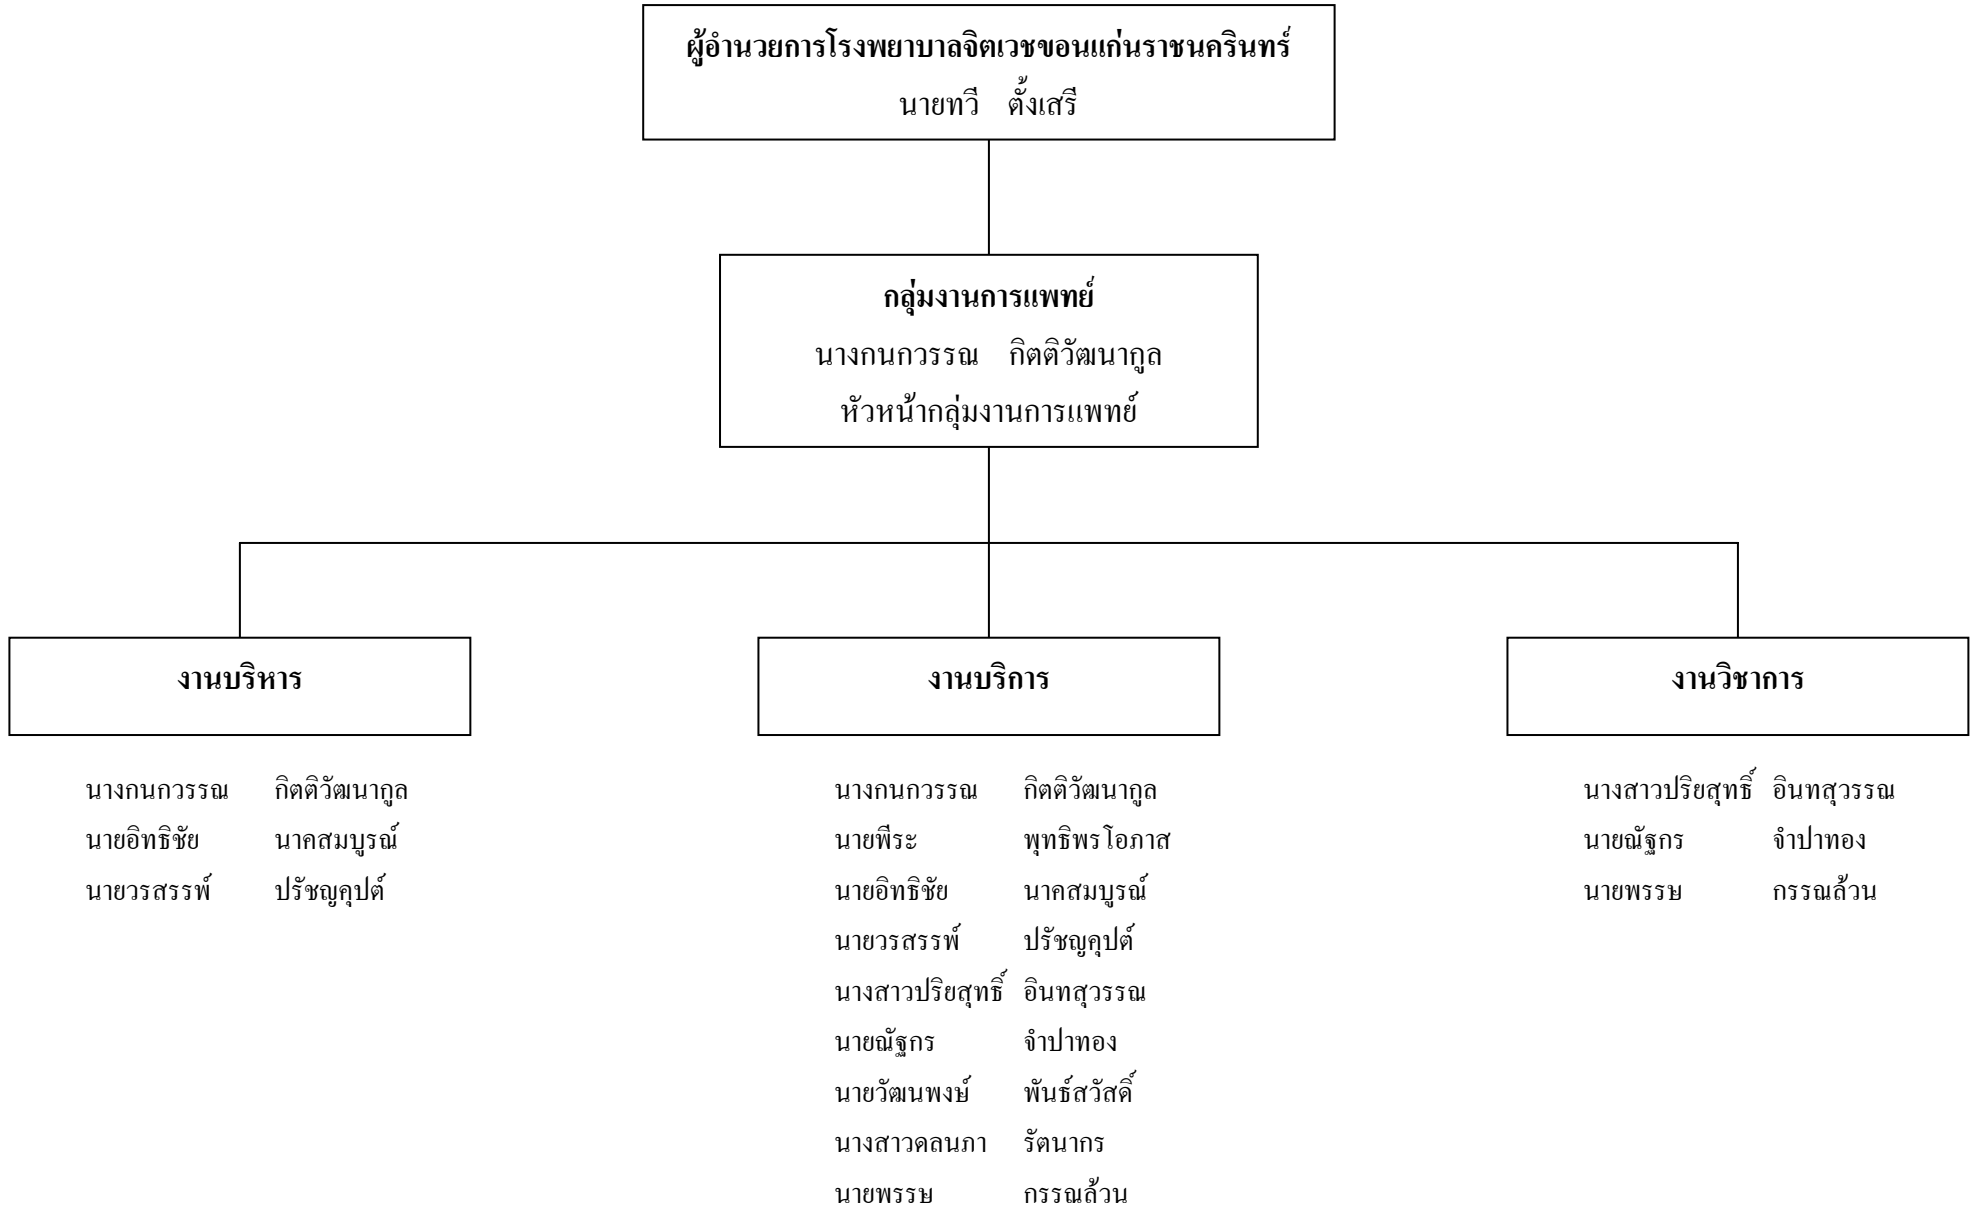 ผู้อำนวยการโรงพยาบาลจิตเวชขอนแก่นราชนครินทร์
นายทวี ตั้งเสรี
กลุ่มงานการแพทย์
นางกนกวรรณ กิตติวัฒนากูล
หัวหน้ากลุ่มงานการแพทย์
งานบริหาร
นางกนกวรรณ กิตติวัฒนากูล
นายอิทธิชัย นาคสมบูรณ์
นายวรสรรพ์ ปรัชญคุปต์
งานบริการ
นางกนกวรรณ กิตติวัฒนากูล
นายพีระ พุทธิพรโอภาส
นายอิทธิชัย นาคสมบูรณ์
นายวรสรรพ์ ปรัชญคุปต์
นางสาวปริยสุทธิ์ อินทสุวรรณ
นายณัฐกร จำปาทอง
นายวัฒนพงษ์ พันธ์สวัสดิ์
นางสาวดลนภา รัตนากร
นายพรรษ กรรณล้วน
งานวิชาการ
นางสาวปริยสุทธิ์ อินทสุวรรณ
นายณัฐกร จำปาทอง
นายพรรษ กรรณล้วน